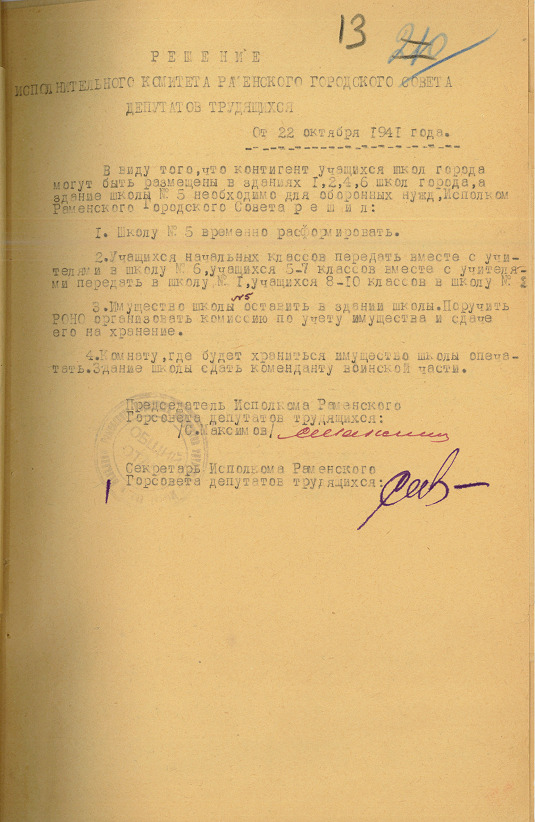 13 210
РЕШЕНИЕ
ИСПОЛНИТЕЛЬНОГО КОМИТЕТА РАМЕНСКОГО ГОРОДСКОГО СОВЕТА
ДЕПУТАТОВ ТРУДЯЩИХСЯ
От 22 октября 1941 года.
В виду того,что контигент учащихся школ города
могут быть размещены в зданиях I,2,4,6 школ города,а
здание школы № 5 необходимо для оборонных нужд,Исполком
Раменского Городского Совета р е ш и л:
I. Школу № 5 временно расформировать.
2.Учащихся начальных классов передать вместе с учи-
телями в школу № 6,учащихся 5-7 классов вместе с учителя-
ми передать в школу № I,учащихся 8-10 классов в школу №
№5
3.Имущество школы оставить в здании школы.Поручить
РОНО организовать комиссию по учету имущества и сдаче
его на хранение.
4.Комнату,где будет храниться имущество школы опеча-
тать.Здание школы сдать коменданту воинской части.
Председатель Исполкома Раменского
Горсовета депутатов трудящихся:
/С.Максимов/
Секретарь Исполкома Раменского
Горсовета депутатов трудящихся: